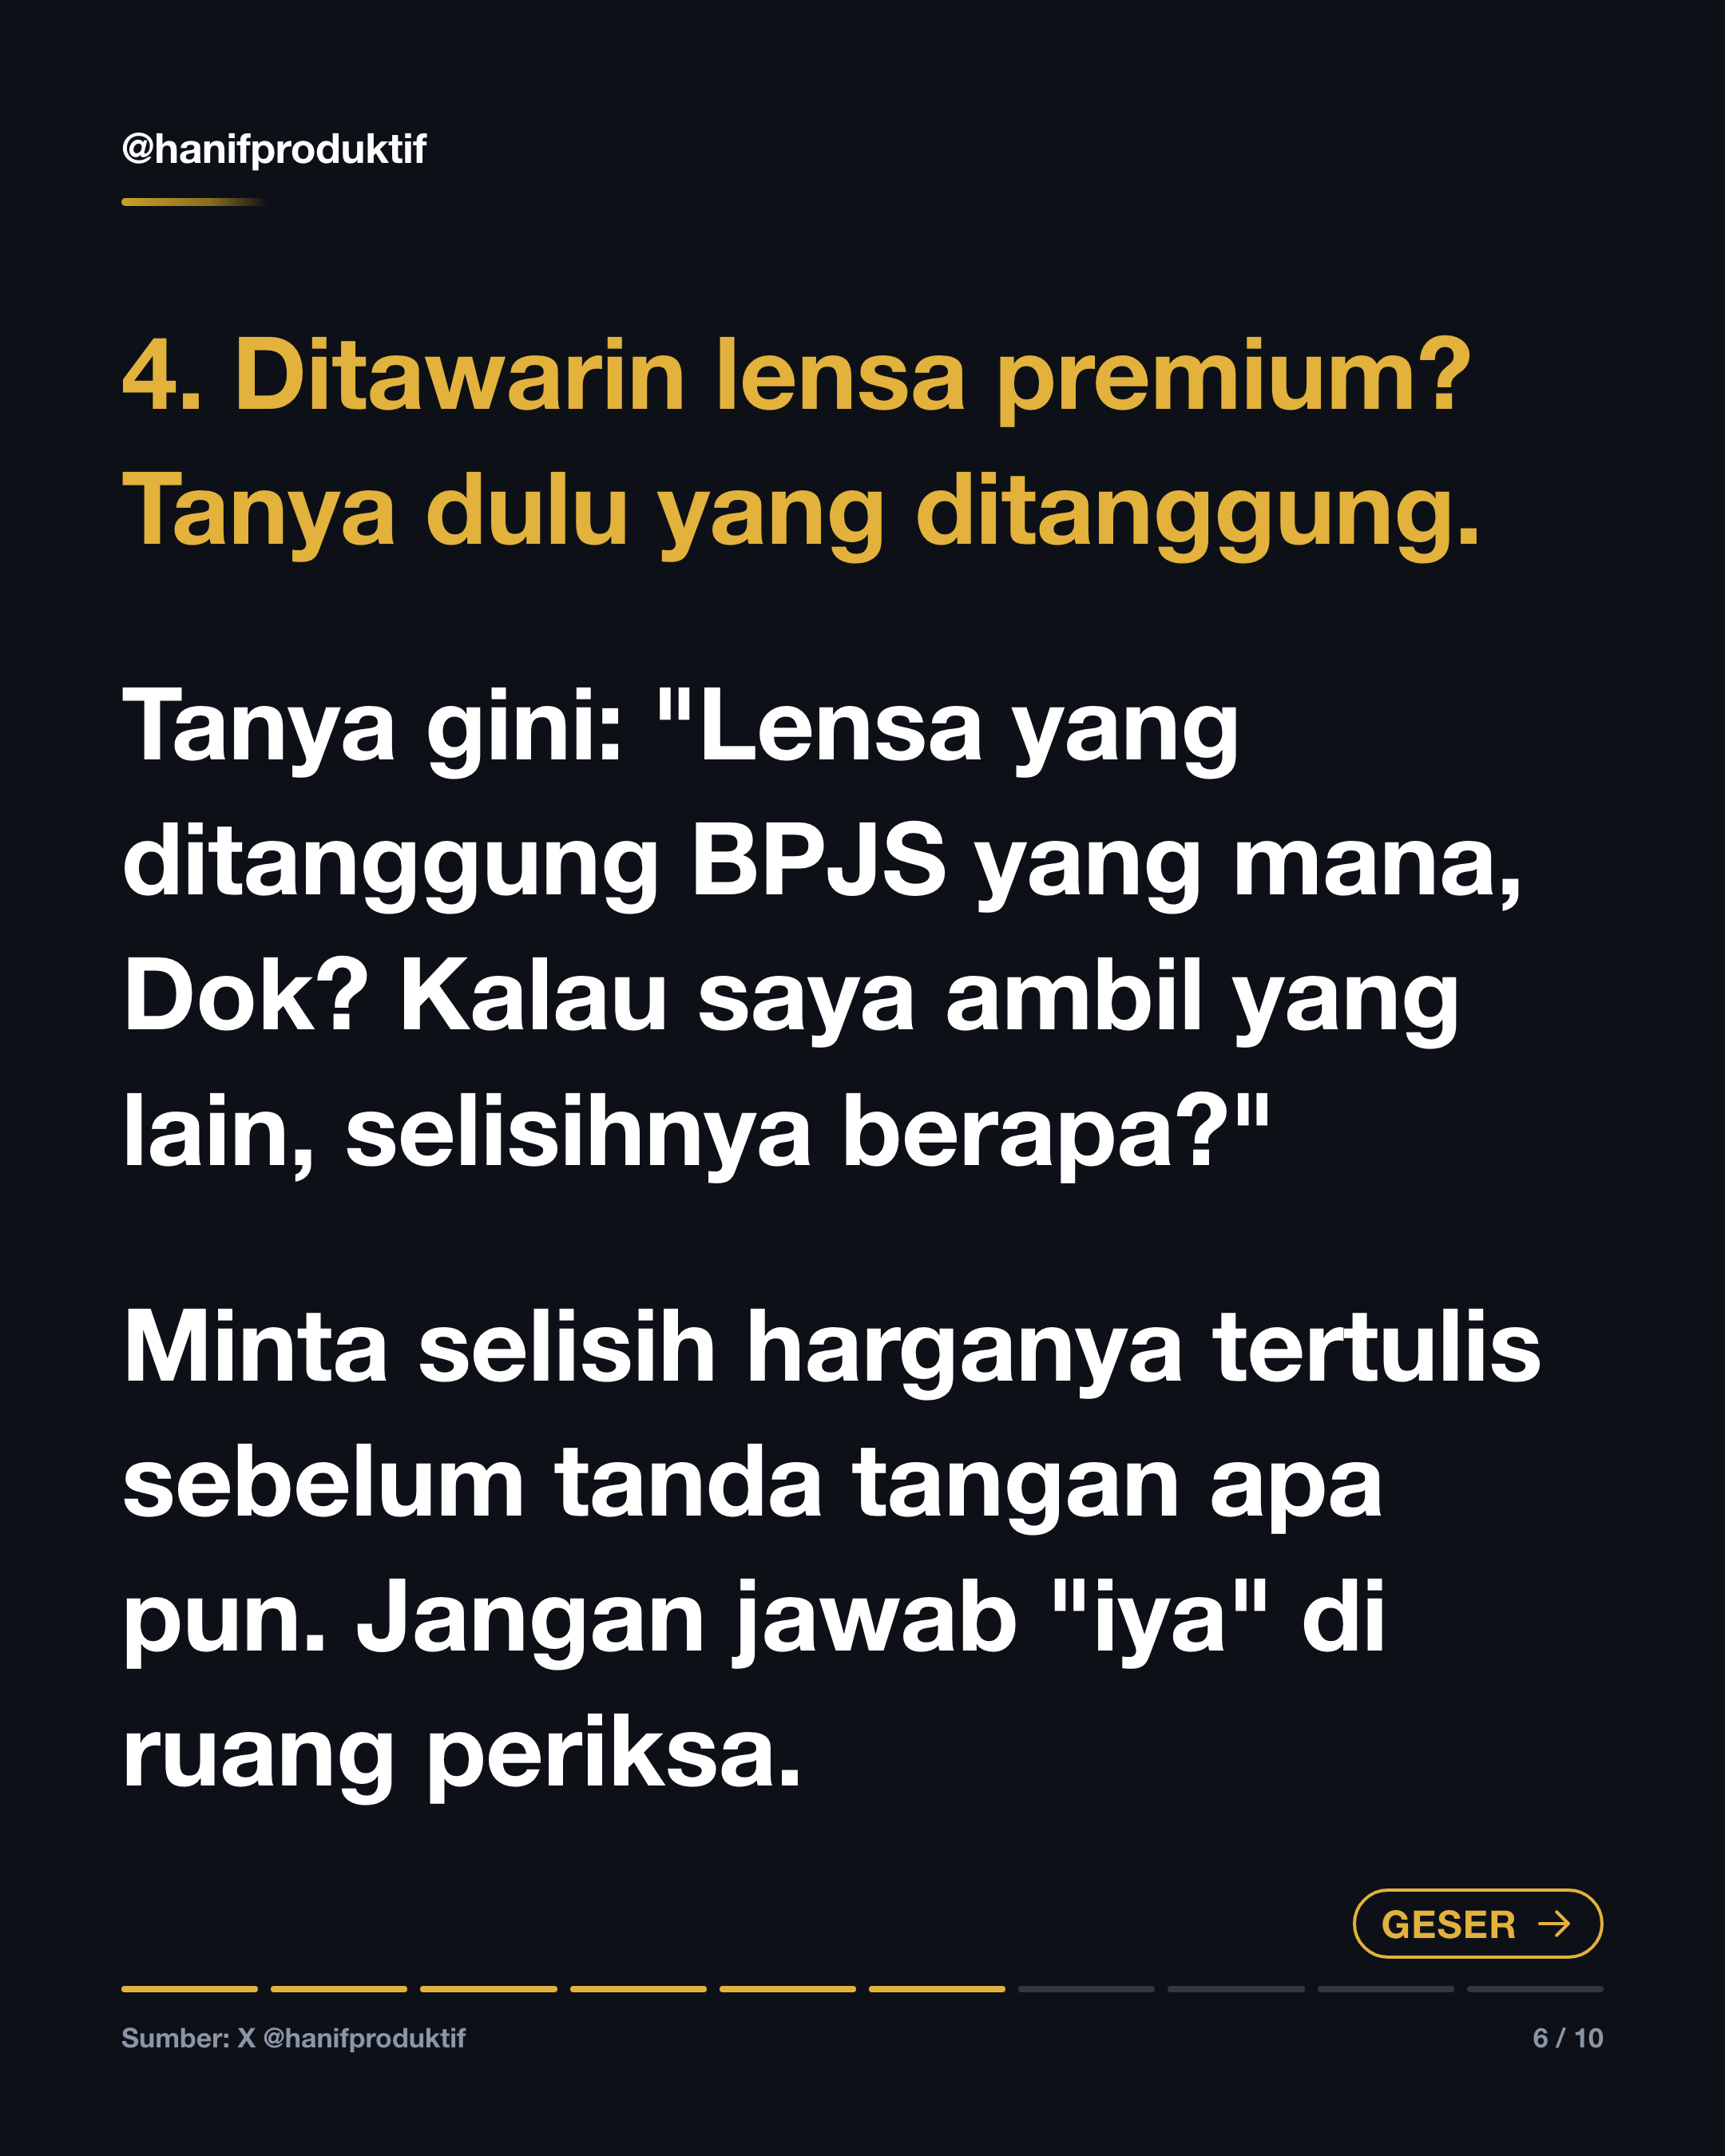 @hanifproduktif
4. Ditawarin lensa premium?
Tanya dulu yang ditanggung.
Tanya gini: "Lensa yang
ditanggung BPJS yang mana,
Dok? Kalau saya ambil yang
lain, selisihnya berapa?"
Minta selisih harganya tertulis
sebelum tanda tangan apa
pun. Jangan jawab "iya" di
ruang periksa.
GESER →
Sumber: X @hanifproduktif
6 / 10